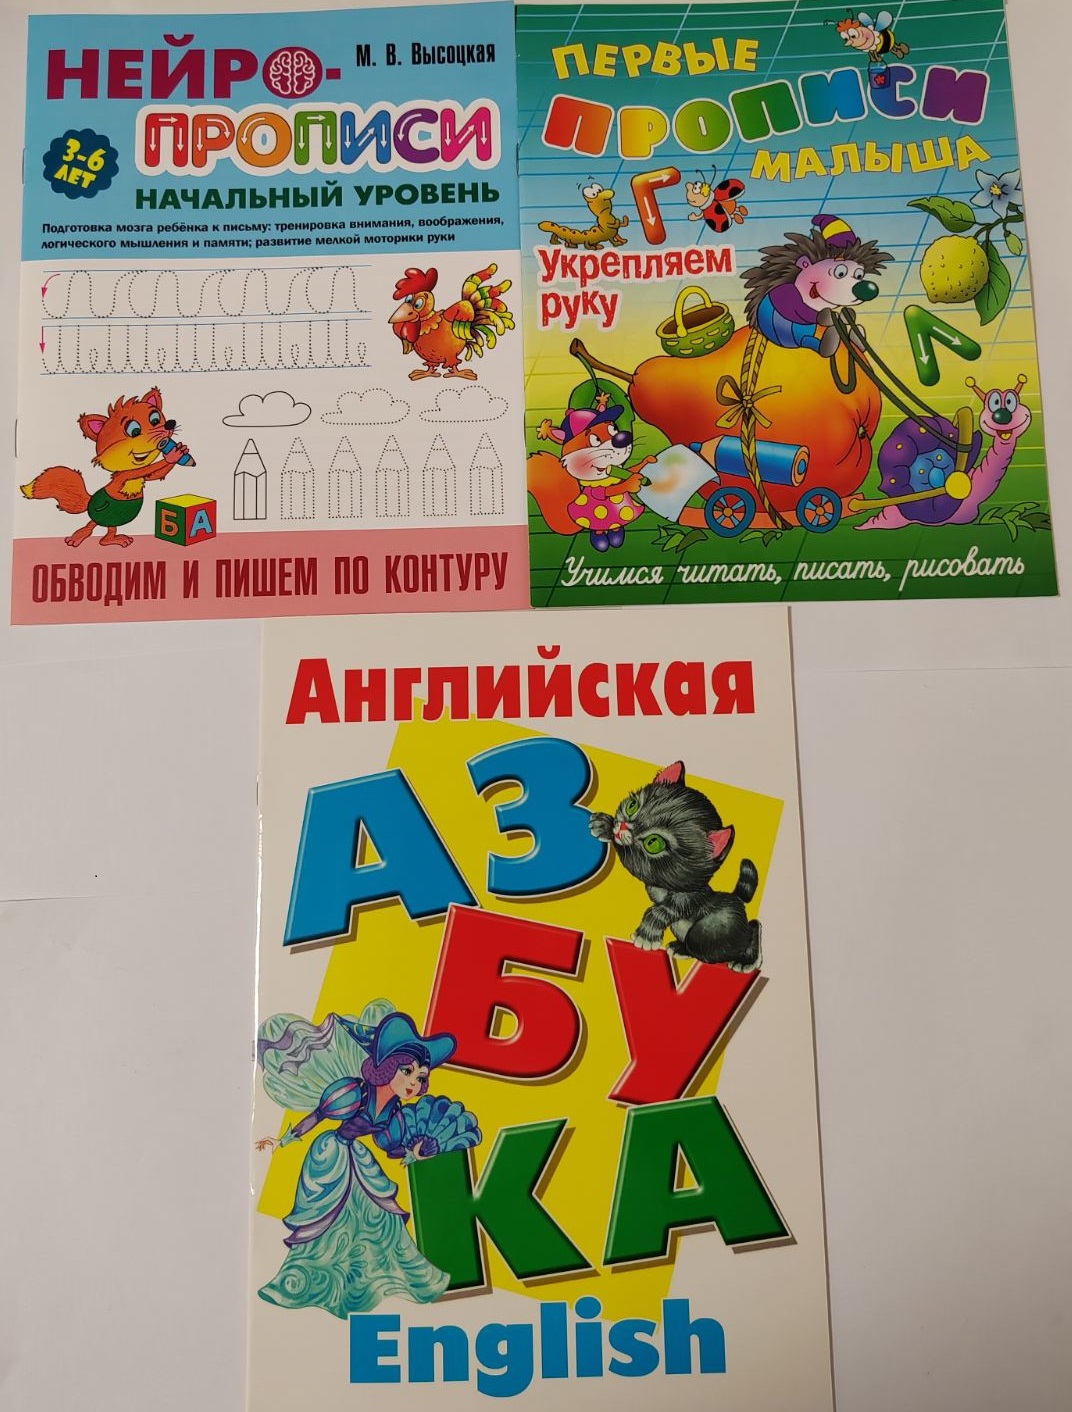 НЕЙРО-
М. В. Высоцкая
ПРОПИСИ
3-6
ЛЕТ
НАЧАЛЬНЫЙ УРОВЕНЬ
Подготовка мозга ребёнка к письму: тренировка внимания, воображения,
логического мышления и памяти; развитие мелкой моторики руки
Б А
ОБВОДИМ И ПИШЕМ ПО КОНТУРУ
ПЕРВЫЕ
ПРОПИСИ
МАЛЫША
Г
Укрепляем
руку
Л
Учимся читать, писать, рисовать
Английская
АЗ
БУ
КА
English